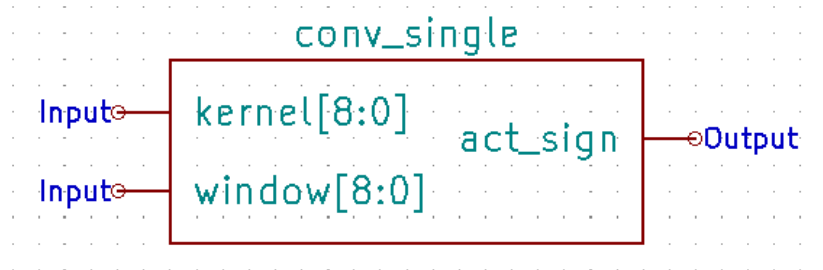 conv_single
Input kernel[8:0]
act_sign Output
Input window[8:0]